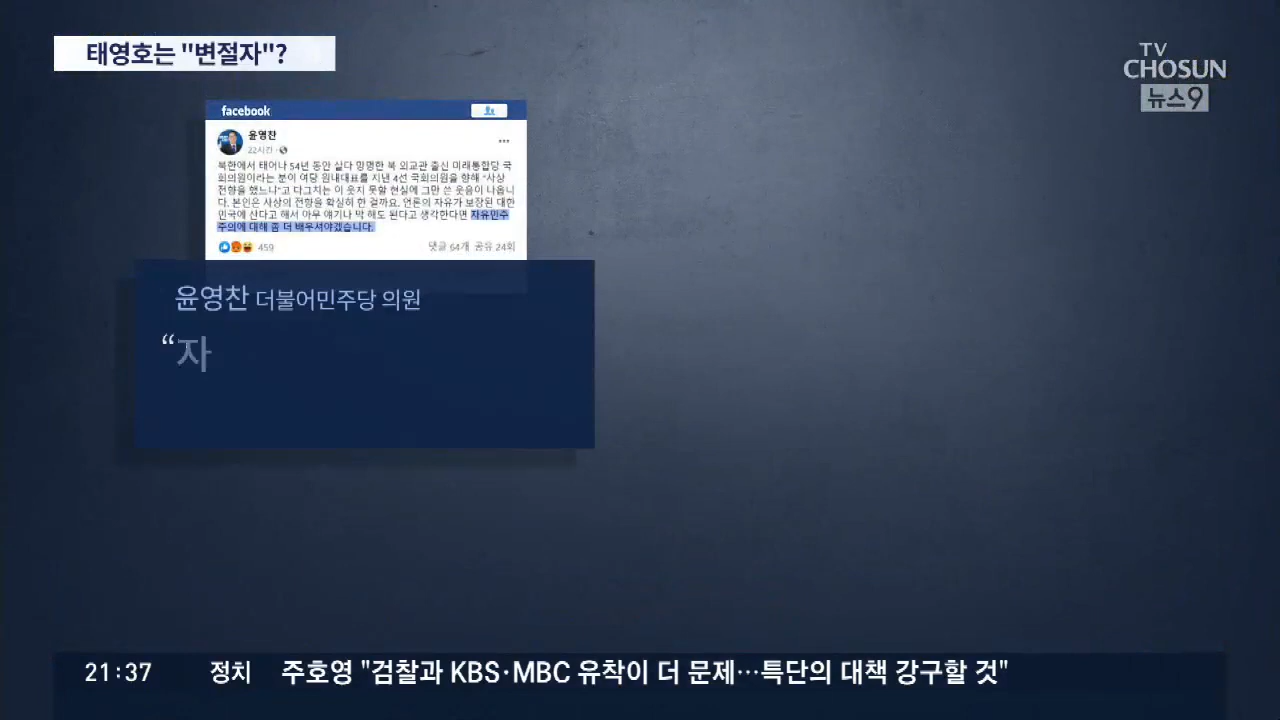 태영호는 "변절자"?
TV
CHOSUN
뉴스9
facebook
윤영찬
22시간
북한에서 태어나 54년 동안 살다 망명한 북 외교관 출신 미래통합당 국
회의원이라는 분이 여당 원내대표를 지낸 4선 국회의원을 향해 "사상
전향을 했느냐"고 다그치는 이 웃지 못할 현실에 그만 쓴 웃음이 나옵니
다. 본인은 사상의 전향을 확실히 한 걸까요. 언론의 자유가 보장된 대한
민국에 산다고 해서 아무 얘기나 막 해도 된다고 생각한다면 자유민주
주의에 대해 좀 더 배우셔야겠습니다.
459
댓글 64개 공유 24회
윤영찬 더불어민주당 의원
“자
21:37 정치 주호영 "검찰과 KBS·MBC 유착이 더 문제…특단의 대책 강구할 것"